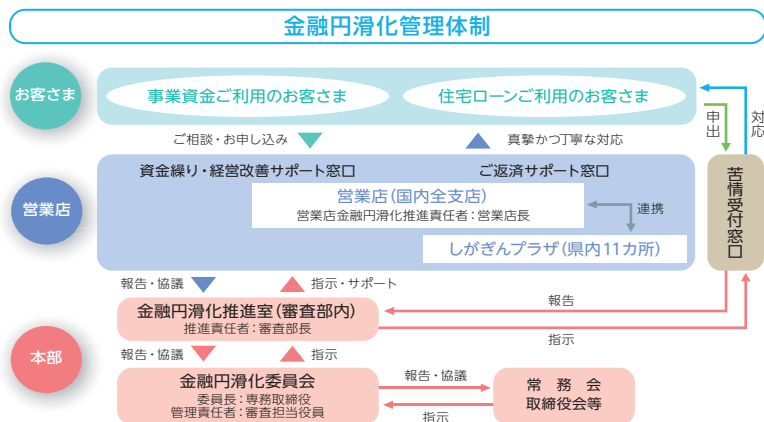 金融円滑化管理体制
お客さま
事業資金ご利用のお客さま
住宅ローンご利用のお客さま
申出
対応
ご相談・お申し込み
真摯かつ丁寧な対応
苦情受付窓口
営業店
資金繰り・経営改善サポート窓口
ご返済サポート窓口
営業店(国内全支店)
営業店金融円滑化推進責任者:営業店長
連携
しがぎんプラザ(県内11カ所)
報告・協議
指示・サポート
報告
本部
金融円滑化推進室(審査部内)
推進責任者:審査部長
指示
報告・協議
指示
金融円滑化委員会
委員長:専務取締役
管理責任者:審査担当役員
報告・協議
指示
常務会
取締役会等